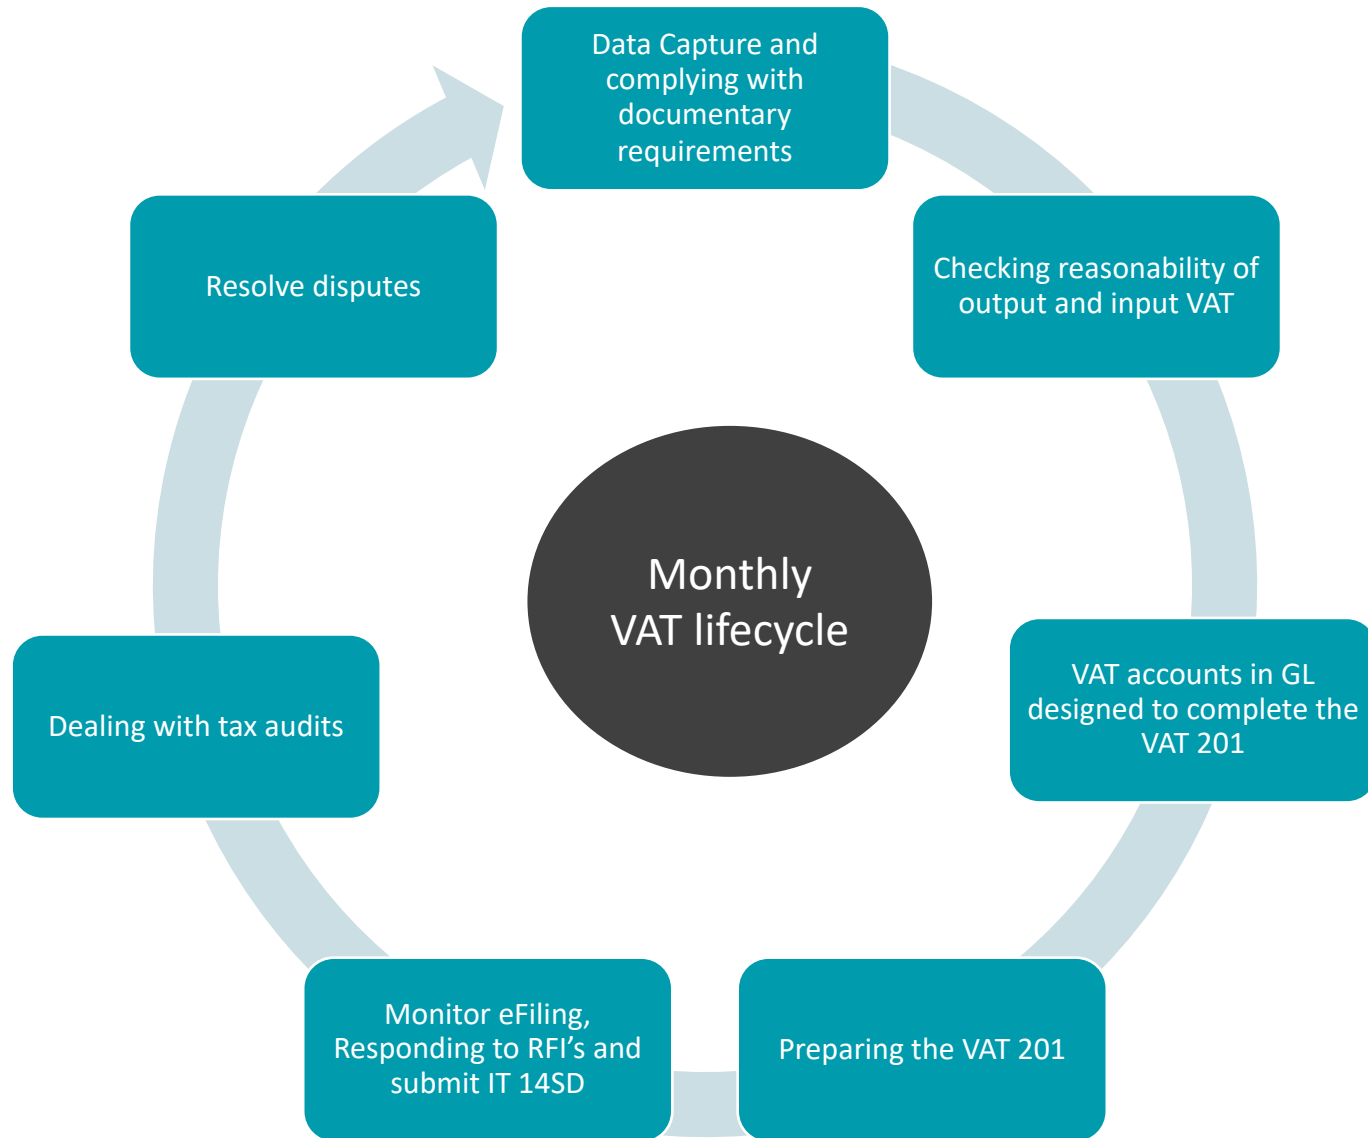 Data Capture and
complying with
documentary
requirements
Checking reasonability of
output and input VAT
VAT accounts in GL
designed to complete the
VAT 201
Preparing the VAT 201
Monitor eFiling,
Responding to RFI’s and
submit IT 14SD
Dealing with tax audits
Resolve disputes
Monthly
VAT lifecycle